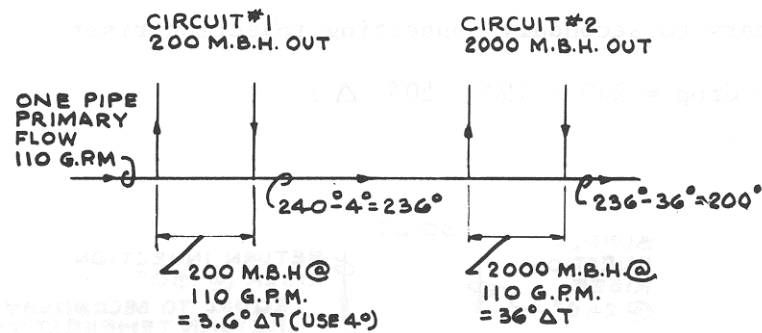 CIRCUIT #1
200 M.B.H. OUT
CIRCUIT #2
2000 M.B.H. OUT
ONE PIPE
PRIMARY
FLOW
110 G.P.M
240°-4°=236°
236°-36°=200°
200 M.B.H @
110 G.P.M.
= 3.6° ΔT (USE 4°)
2000 M.B.H. @
110 G.P.M.
= 36° ΔT